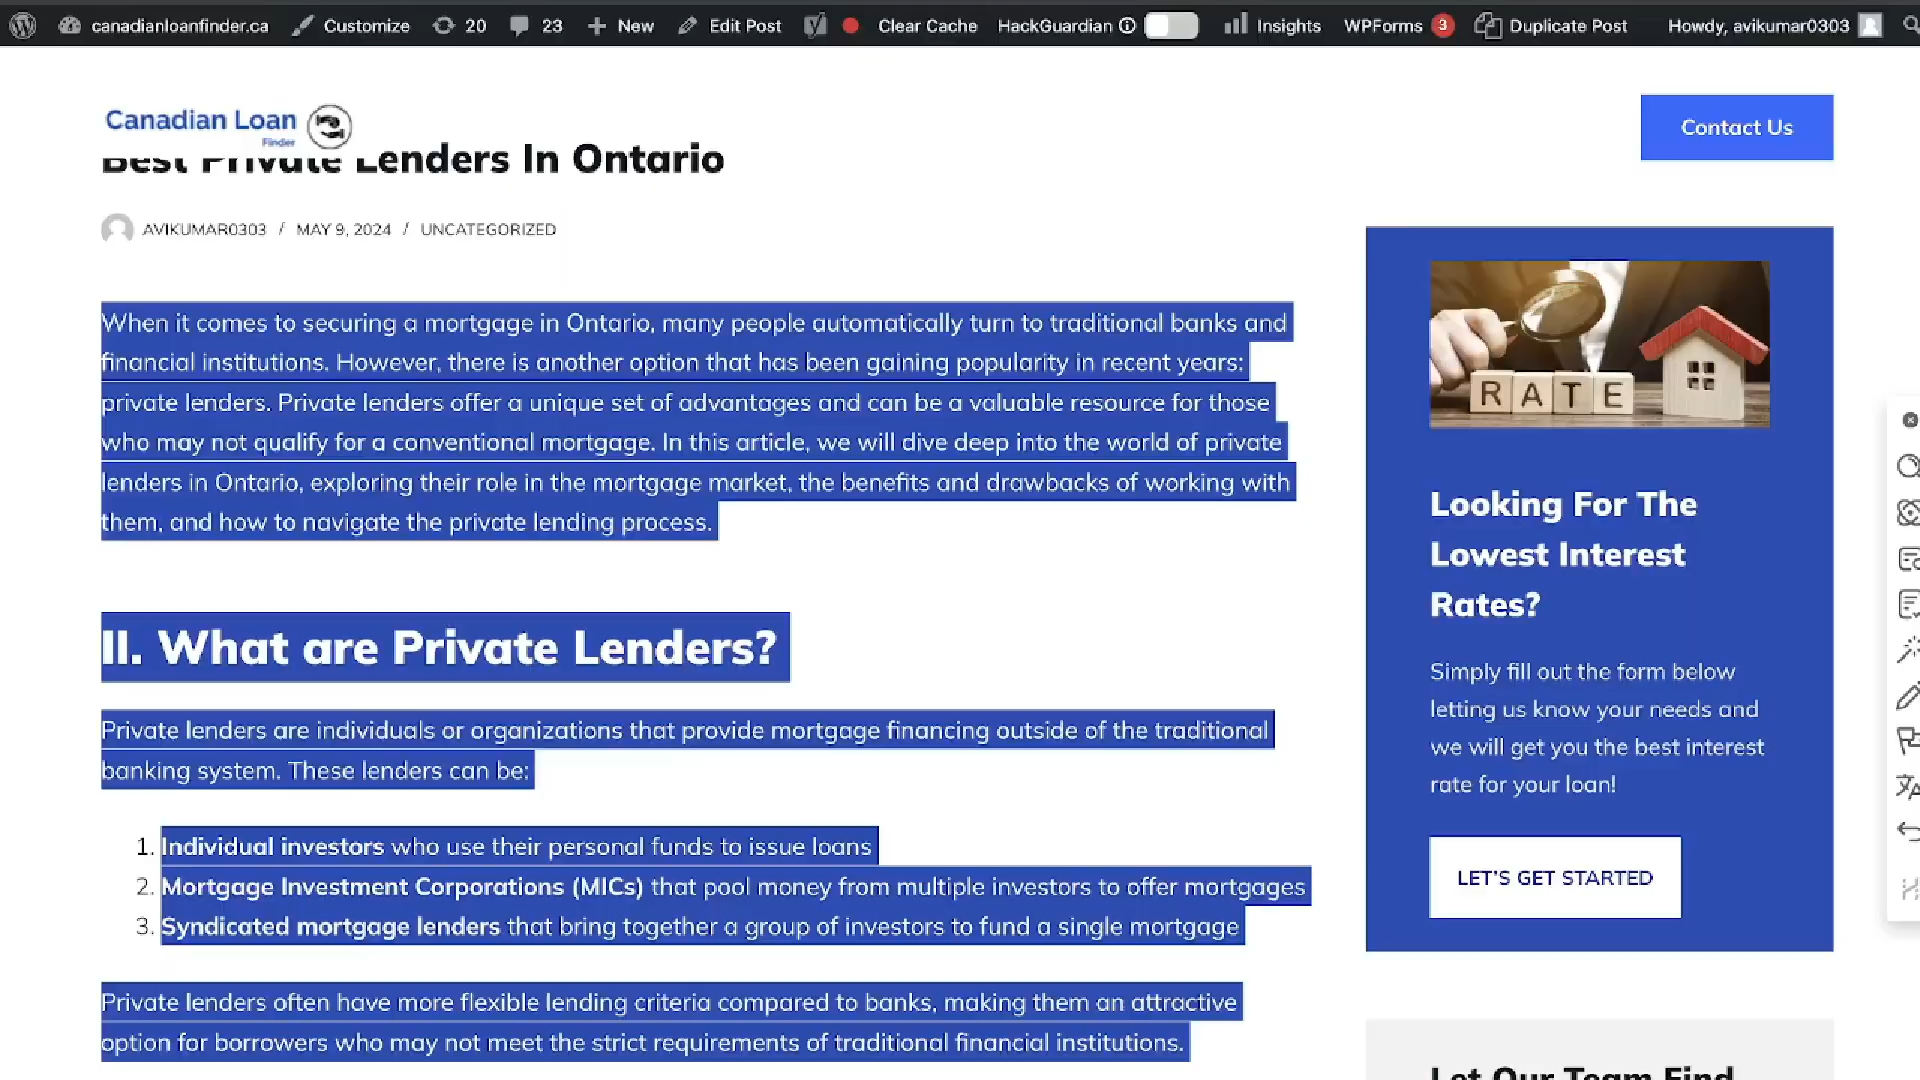 canadianloanfinder.ca Customize 20 23 New Edit Post Clear Cache HackGuardian Insights WPForms 3 Duplicate Post Howdy, avikumar0303
Canadian Loan
Finder
Contact Us
Best Private Lenders In Ontario
AVIKUMAR0303 / MAY 9, 2024 / UNCATEGORIZED
When it comes to securing a mortgage in Ontario, many people automatically turn to traditional banks and
financial institutions. However, there is another option that has been gaining popularity in recent years:
private lenders. Private lenders offer a unique set of advantages and can be a valuable resource for those
who may not qualify for a conventional mortgage. In this article, we will dive deep into the world of private
lenders in Ontario, exploring their role in the mortgage market, the benefits and drawbacks of working with
them, and how to navigate the private lending process.
II. What are Private Lenders?
Private lenders are individuals or organizations that provide mortgage financing outside of the traditional
banking system. These lenders can be:
1. Individual investors who use their personal funds to issue loans
2. Mortgage Investment Corporations (MICs) that pool money from multiple investors to offer mortgages
3. Syndicated mortgage lenders that bring together a group of investors to fund a single mortgage
Private lenders often have more flexible lending criteria compared to banks, making them an attractive
option for borrowers who may not meet the strict requirements of traditional financial institutions.
RATE
Looking For The
Lowest Interest
Rates?
Simply fill out the form below
letting us know your needs and
we will get you the best interest
rate for your loan!
LET'S GET STARTED
Let Our Team Find